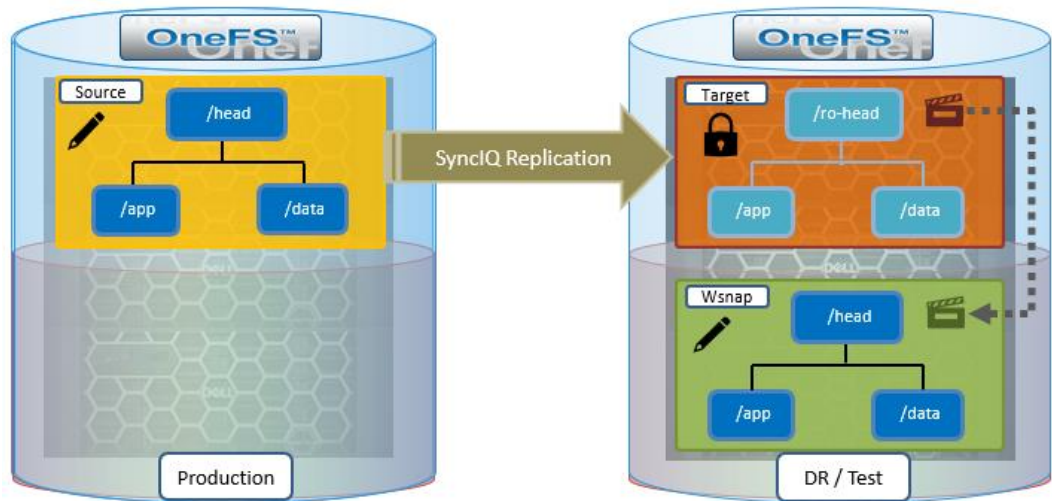 OneFS™
Source
/head
/app
/data
Production
SyncIQ Replication
OneFS™
Target
/ro-head
/app
/data
Wsnap
/head
/app
/data
DR / Test